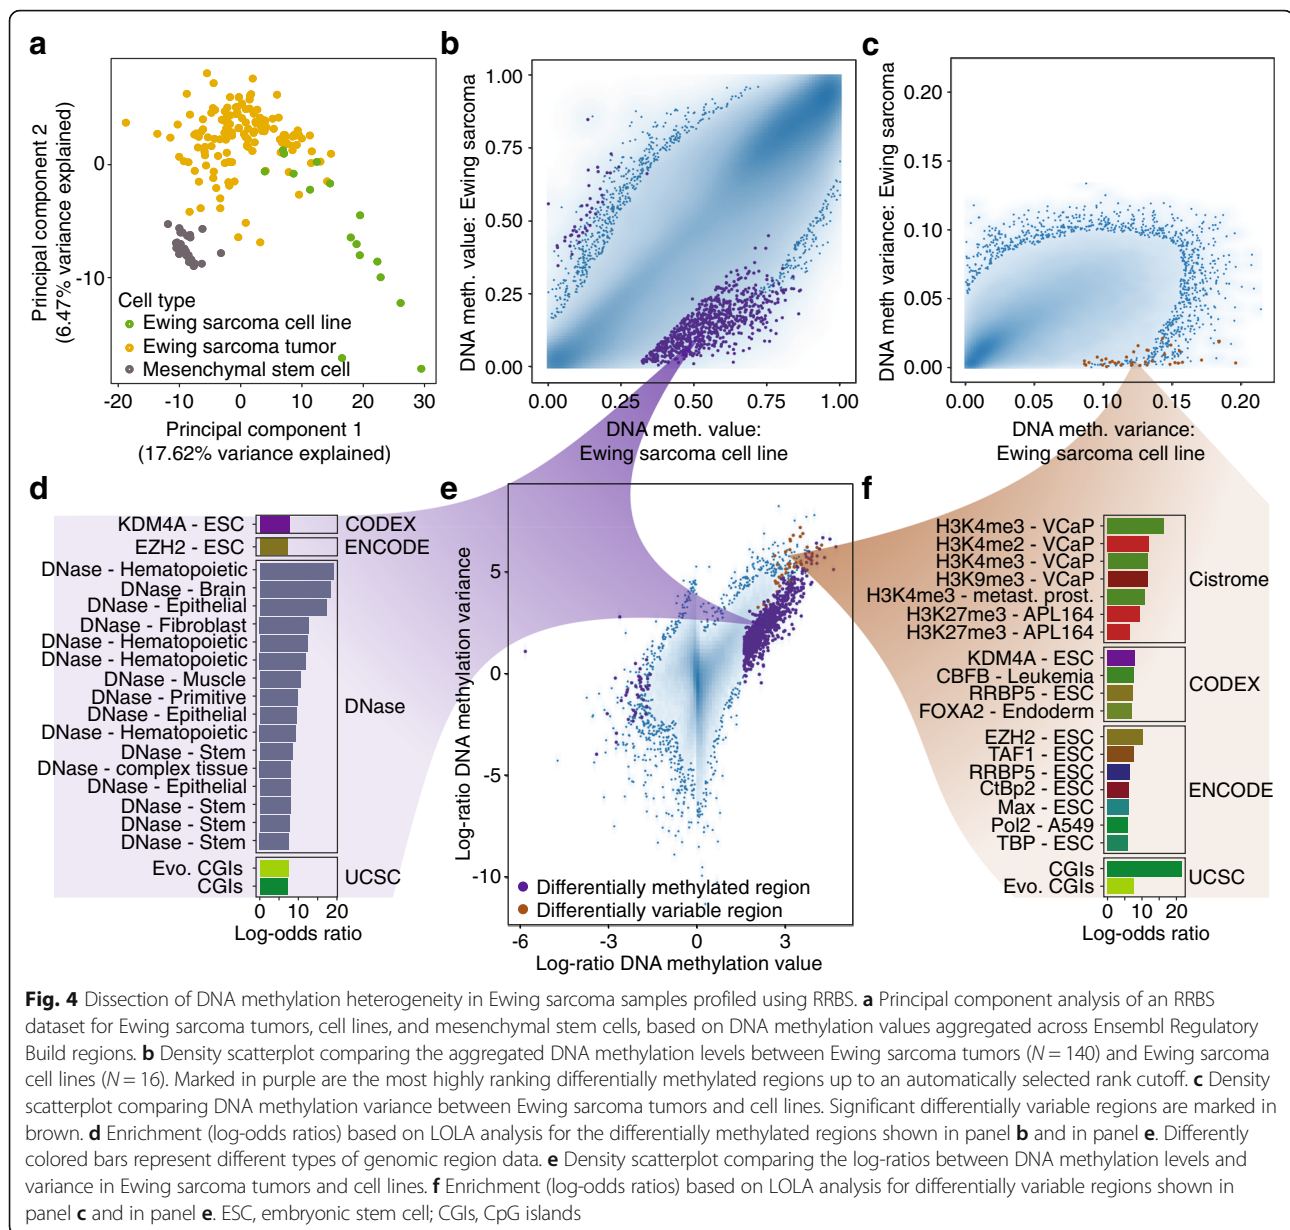 a
Principal component 2
(6.47% variance explained)
0
-10
Cell type
Ewing sarcoma cell line
Ewing sarcoma tumor
Mesenchymal stem cell
-20 -10 0 10 20 30
Principal component 1
(17.62% variance explained)
b
DNA meth. value: Ewing sarcoma
1.00
0.75
0.50
0.25
0.00
0.00 0.25 0.50 0.75 1.00
DNA meth. value:
Ewing sarcoma cell line
c
DNA meth variance: Ewing sarcoma
0.20
0.15
0.10
0.05
0.00
0.00 0.05 0.10 0.15 0.20
DNA meth. variance:
Ewing sarcoma cell line
d
KDM4A - ESC CODEX
EZH2 - ESC ENCODE
DNase - Hematopoietic
DNase - Brain
DNase - Epithelial
DNase - Fibroblast
DNase - Hematopoietic
DNase - Hematopoietic
DNase - Muscle
DNase - Primitive
DNase
DNase - Epithelial
DNase - Hematopoietic
DNase - Stem
DNase - complex tissue
DNase - Epithelial
DNase - Stem
DNase - Stem
DNase - Stem
Evo. CGIs
UCSC
CGIs
0 10 20
Log-odds ratio
e
Log-ratio DNA methylation variance
5
0
-5
-10
Differentially methylated region
Differentially variable region
-6 -3 0 3
Log-ratio DNA methylation value
f
H3K4me3 - VCaP
H3K4me2 - VCaP
H3K4me3 - VCaP
H3K9me3 - VCaP
Cistrome
H3K4me3 - metast. prost.
H3K27me3 - APL164
H3K27me3 - APL164
KDM4A - ESC
CBFB - Leukemia
CODEX
RRBP5 - ESC
FOXA2 - Endoderm
EZH2 - ESC
TAF1 - ESC
RRBP5 - ESC
CtBp2 - ESC
ENCODE
Max - ESC
Pol2 - A549
TBP - ESC
CGIs
UCSC
Evo. CGIs
0 10 20
Log-odds ratio
Fig. 4 Dissection of DNA methylation heterogeneity in Ewing sarcoma samples profiled using RRBS. a Principal component analysis of an RRBS
dataset for Ewing sarcoma tumors, cell lines, and mesenchymal stem cells, based on DNA methylation values aggregated across Ensembl Regulatory
Build regions. b Density scatterplot comparing the aggregated DNA methylation levels between Ewing sarcoma tumors (N = 140) and Ewing sarcoma
cell lines (N = 16). Marked in purple are the most highly ranking differentially methylated regions up to an automatically selected rank cutoff. c Density
scatterplot comparing DNA methylation variance between Ewing sarcoma tumors and cell lines. Significant differentially variable regions are marked in
brown. d Enrichment (log-odds ratios) based on LOLA analysis for the differentially methylated regions shown in panel b and in panel e. Differently
colored bars represent different types of genomic region data. e Density scatterplot comparing the log-ratios between DNA methylation levels and
variance in Ewing sarcoma tumors and cell lines. f Enrichment (log-odds ratios) based on LOLA analysis for differentially variable regions shown in
panel c and in panel e. ESC, embryonic stem cell; CGIs, CpG islands